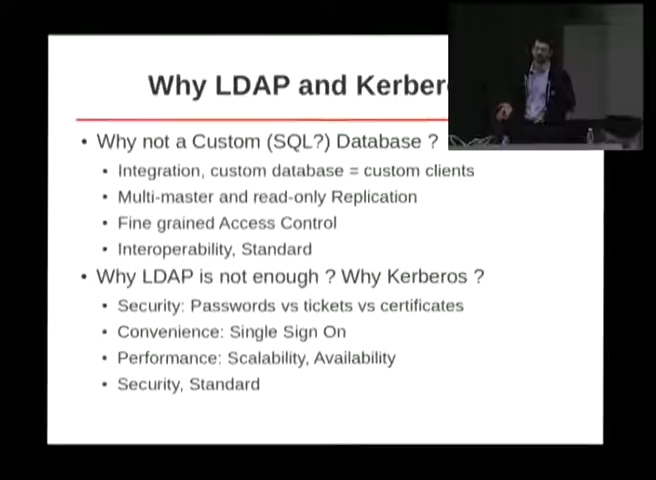 Why LDAP and Kerber
• Why not a Custom (SQL?) Database ?
• Integration, custom database = custom clients
• Multi-master and read-only Replication
• Fine grained Access Control
• Interoperability, Standard
• Why LDAP is not enough ? Why Kerberos ?
• Security: Passwords vs tickets vs certificates
• Convenience: Single Sign On
• Performance: Scalability, Availability
• Security, Standard